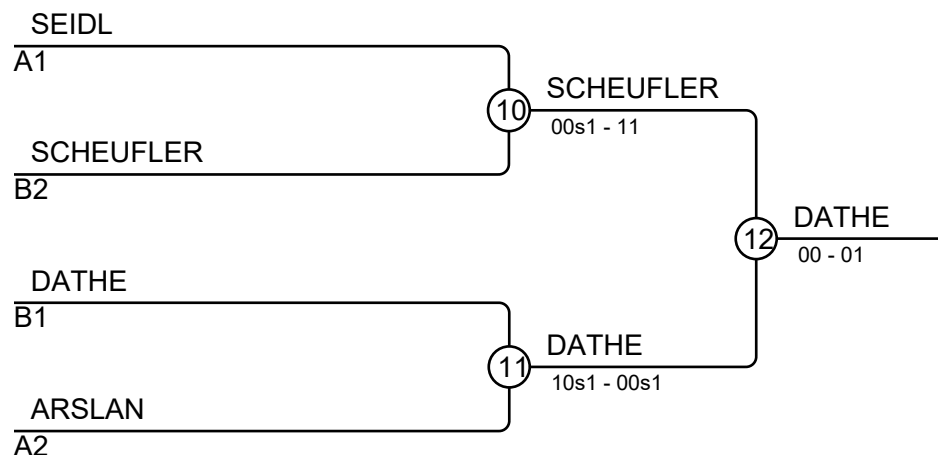 SEIDL
A1
10
SCHEUFLER
00s1 - 11
SCHEUFLER
B2
12
DATHE
00 - 01
DATHE
B1
11
DATHE
10s1 - 00s1
ARSLAN
A2